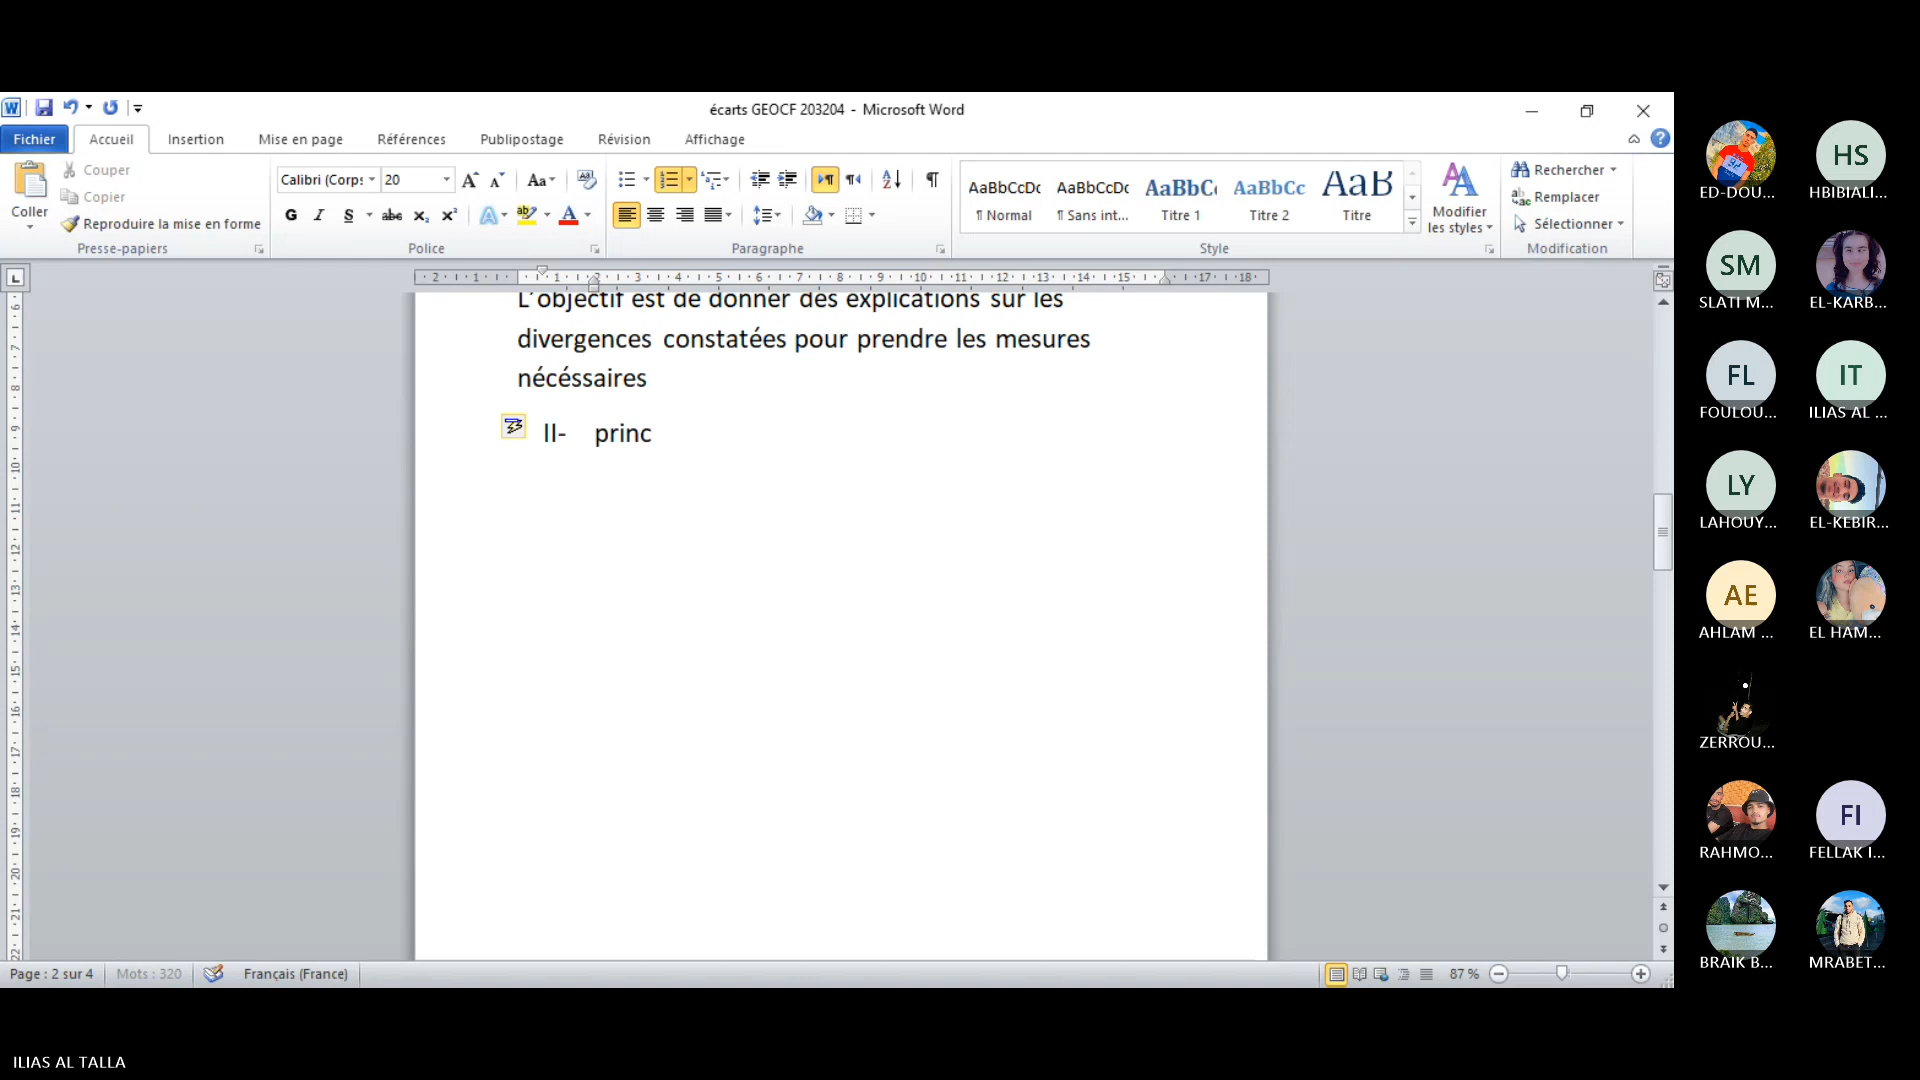 écarts GEOCF 203204 - Microsoft Word
Fichier Accueil Insertion Mise en page Références Publipostage Révision Affichage
Coller
Couper
Copier
Reproduire la mise en forme
Presse-papiers
Calibri (Corps 20
G I S abc x₂ x²
Police
Paragraphe
AaBbCcDc AaBbCcDc AaBbC AaBbCc AaB
¶ Normal ¶ Sans int... Titre 1 Titre 2 Titre
Modifier les styles
Style
Rechercher
Remplacer
Sélectionner
Modification
L'objectif est de donner des explications sur les
divergences constatées pour prendre les mesures
nécéssaires
II- princ
Page : 2 sur 4 Mots : 320 Français (France) 87 %
ED-DOU...
HS
HBIBIALI...
SM
SLATI M...
EL-KARB...
FL
FOULOU...
IT
ILIAS AL ...
LY
LAHOUY...
EL-KEBIR...
AE
AHLAM ...
EL HAM...
ZERROU...
RAHMO...
FI
FELLAK I...
BRAIK B...
MRABET...
ILIAS AL TALLA